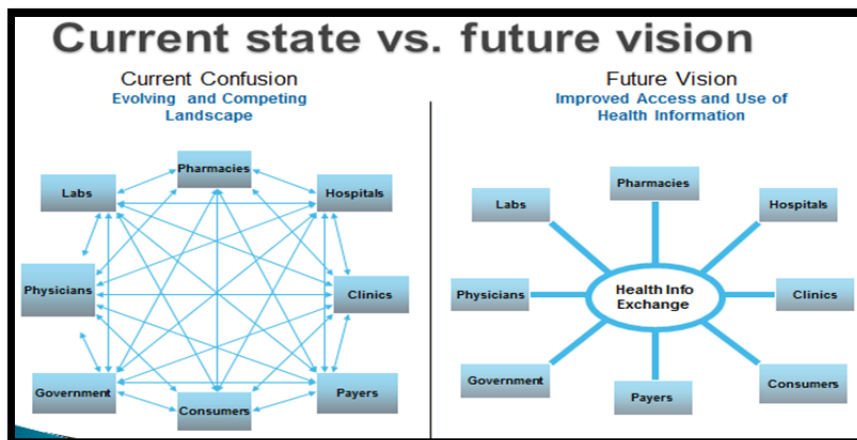 Current state vs. future vision
Current Confusion
Evolving and Competing
Landscape
Pharmacies
Labs
Hospitals
Physicians
Clinics
Government
Payers
Consumers
Future Vision
Improved Access and Use of
Health Information
Pharmacies
Labs
Hospitals
Physicians
Health Info
Exchange
Clinics
Government
Consumers
Payers